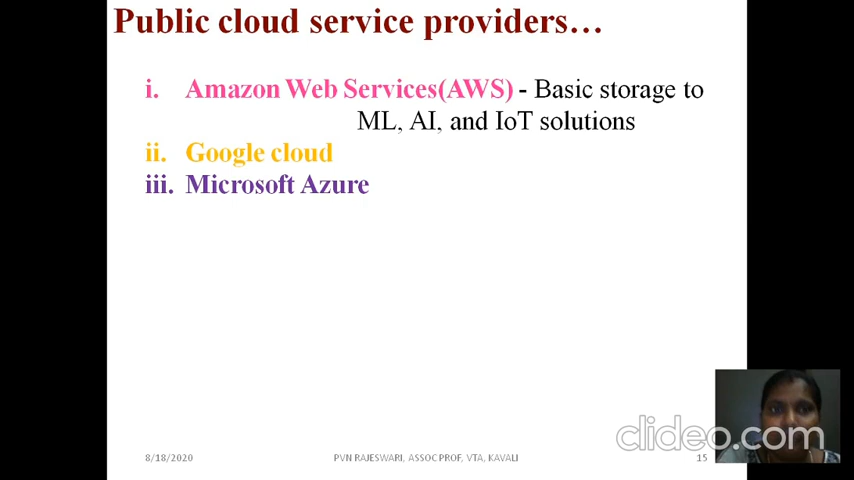 Public cloud service providers…
i. Amazon Web Services(AWS) - Basic storage to
ML, AI, and IoT solutions
ii. Google cloud
iii. Microsoft Azure
clideo.com
8/18/2020 PVN RAJESWARI, ASSOC PROF, VTA, KAVALI 15